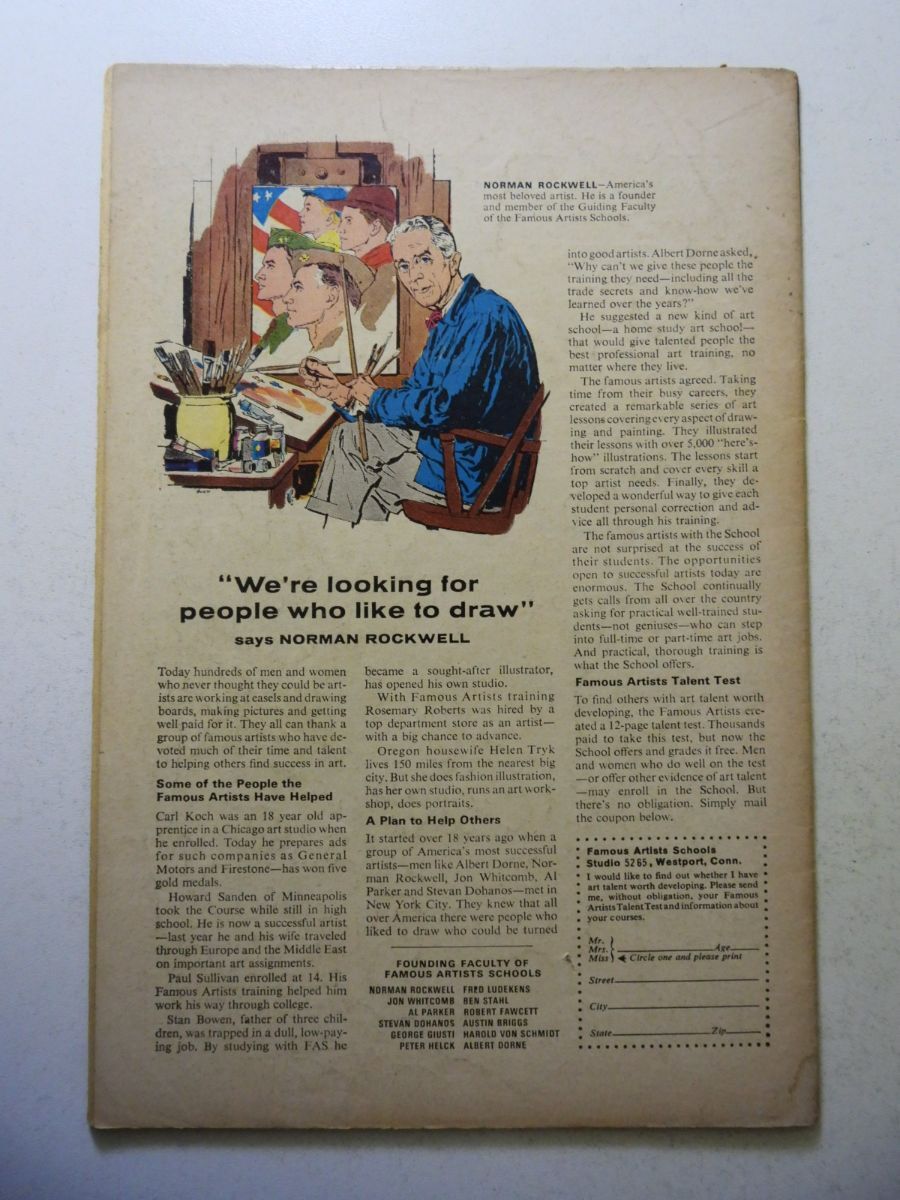 NORMAN ROCKWELL—America's
most beloved artist. He is a founder
and member of the Guiding Faculty
of the Famous Artists Schools.
"We're looking for
people who like to draw"
says NORMAN ROCKWELL
Today hundreds of men and women
who never thought they could be art-
ists are working at easels and drawing
boards, making pictures and getting
well paid for it. They all can thank a
group of famous artists who have de-
voted much of their time and talent
to helping others find success in art.
Some of the People the
Famous Artists Have Helped
Carl Koch was an 18 year old ap-
prentice in a Chicago art studio when
he enrolled. Today he prepares ads
for such companies as General
Motors and Firestone—has won five
gold medals.
Howard Sanden of Minneapolis
took the Course while still in high
school. He is now a successful artist
—last year he and his wife traveled
through Europe and the Middle East
on important art assignments.
Paul Sullivan enrolled at 14. His
Famous Artists training helped him
work his way through college.
Stan Bowen, father of three chil-
dren, was trapped in a dull, low-pay-
ing job. By studying with FAS he
became a sought-after illustrator,
has opened his own studio.
With Famous Artists training
Rosemary Roberts was hired by a
top department store as an artist—
with a big chance to advance.
Oregon housewife Helen Tryk
lives 150 miles from the nearest big
city. But she does fashion illustration,
has her own studio, runs an art work-
shop, does portraits.
A Plan to Help Others
It started over 18 years ago when a
group of America's most successful
artists—men like Albert Dorne, Nor-
man Rockwell, Jon Whitcomb, Al
Parker and Stevan Dohanos—met in
New York City. They knew that all
over America there were people who
liked to draw who could be turned
FOUNDING FACULTY OF
FAMOUS ARTISTS SCHOOLS
NORMAN ROCKWELL FRED LUDEKENS
JON WHITCOMB BEN STAHL
AL PARKER ROBERT FAWCETT
STEVAN DOHANOS AUSTIN BRIGGS
GEORGE GIUSTI HAROLD VON SCHMIDT
PETER HELCK ALBERT DORNE
into good artists. Albert Dorne asked,
"Why can't we give these people the
training they need—including all the
trade secrets and know-how we've
learned over the years?"
He suggested a new kind of art
school—a home study art school—
that would give talented people the
best professional art training, no
matter where they live.
The famous artists agreed. Taking
time from their busy careers, they
created a remarkable series of art
lessons covering every aspect of draw-
ing and painting. They illustrated
their lessons with over 5,000 "here's-
how" illustrations. The lessons start
from scratch and cover every skill a
top artist needs. Finally, they de-
veloped a wonderful way to give each
student personal correction and ad-
vice all through his training.
The famous artists with the School
are not surprised at the success of
their students. The opportunities
open to successful artists today are
enormous. The School continually
gets calls from all over the country
asking for practical well-trained stu-
dents—not geniuses—who can step
into full-time or part-time art jobs.
And practical, thorough training is
what the School offers.
Famous Artists Talent Test
To find others with art talent worth
developing, the Famous Artists cre-
ated a 12-page talent test. Thousands
paid to take this test, but now the
School offers and grades it free. Men
and women who do well on the test
—or offer other evidence of art talent
—may enroll in the School. But
there's no obligation. Simply mail
the coupon below.
Famous Artists Schools
Studio 5265, Westport, Conn.
I would like to find out whether I have
art talent worth developing. Please send
me, without obligation, your Famous
Artists Talent Test and information about
your courses.
Mr.
Mrs. Age
Miss Circle one and please print
Street
City
State Zip